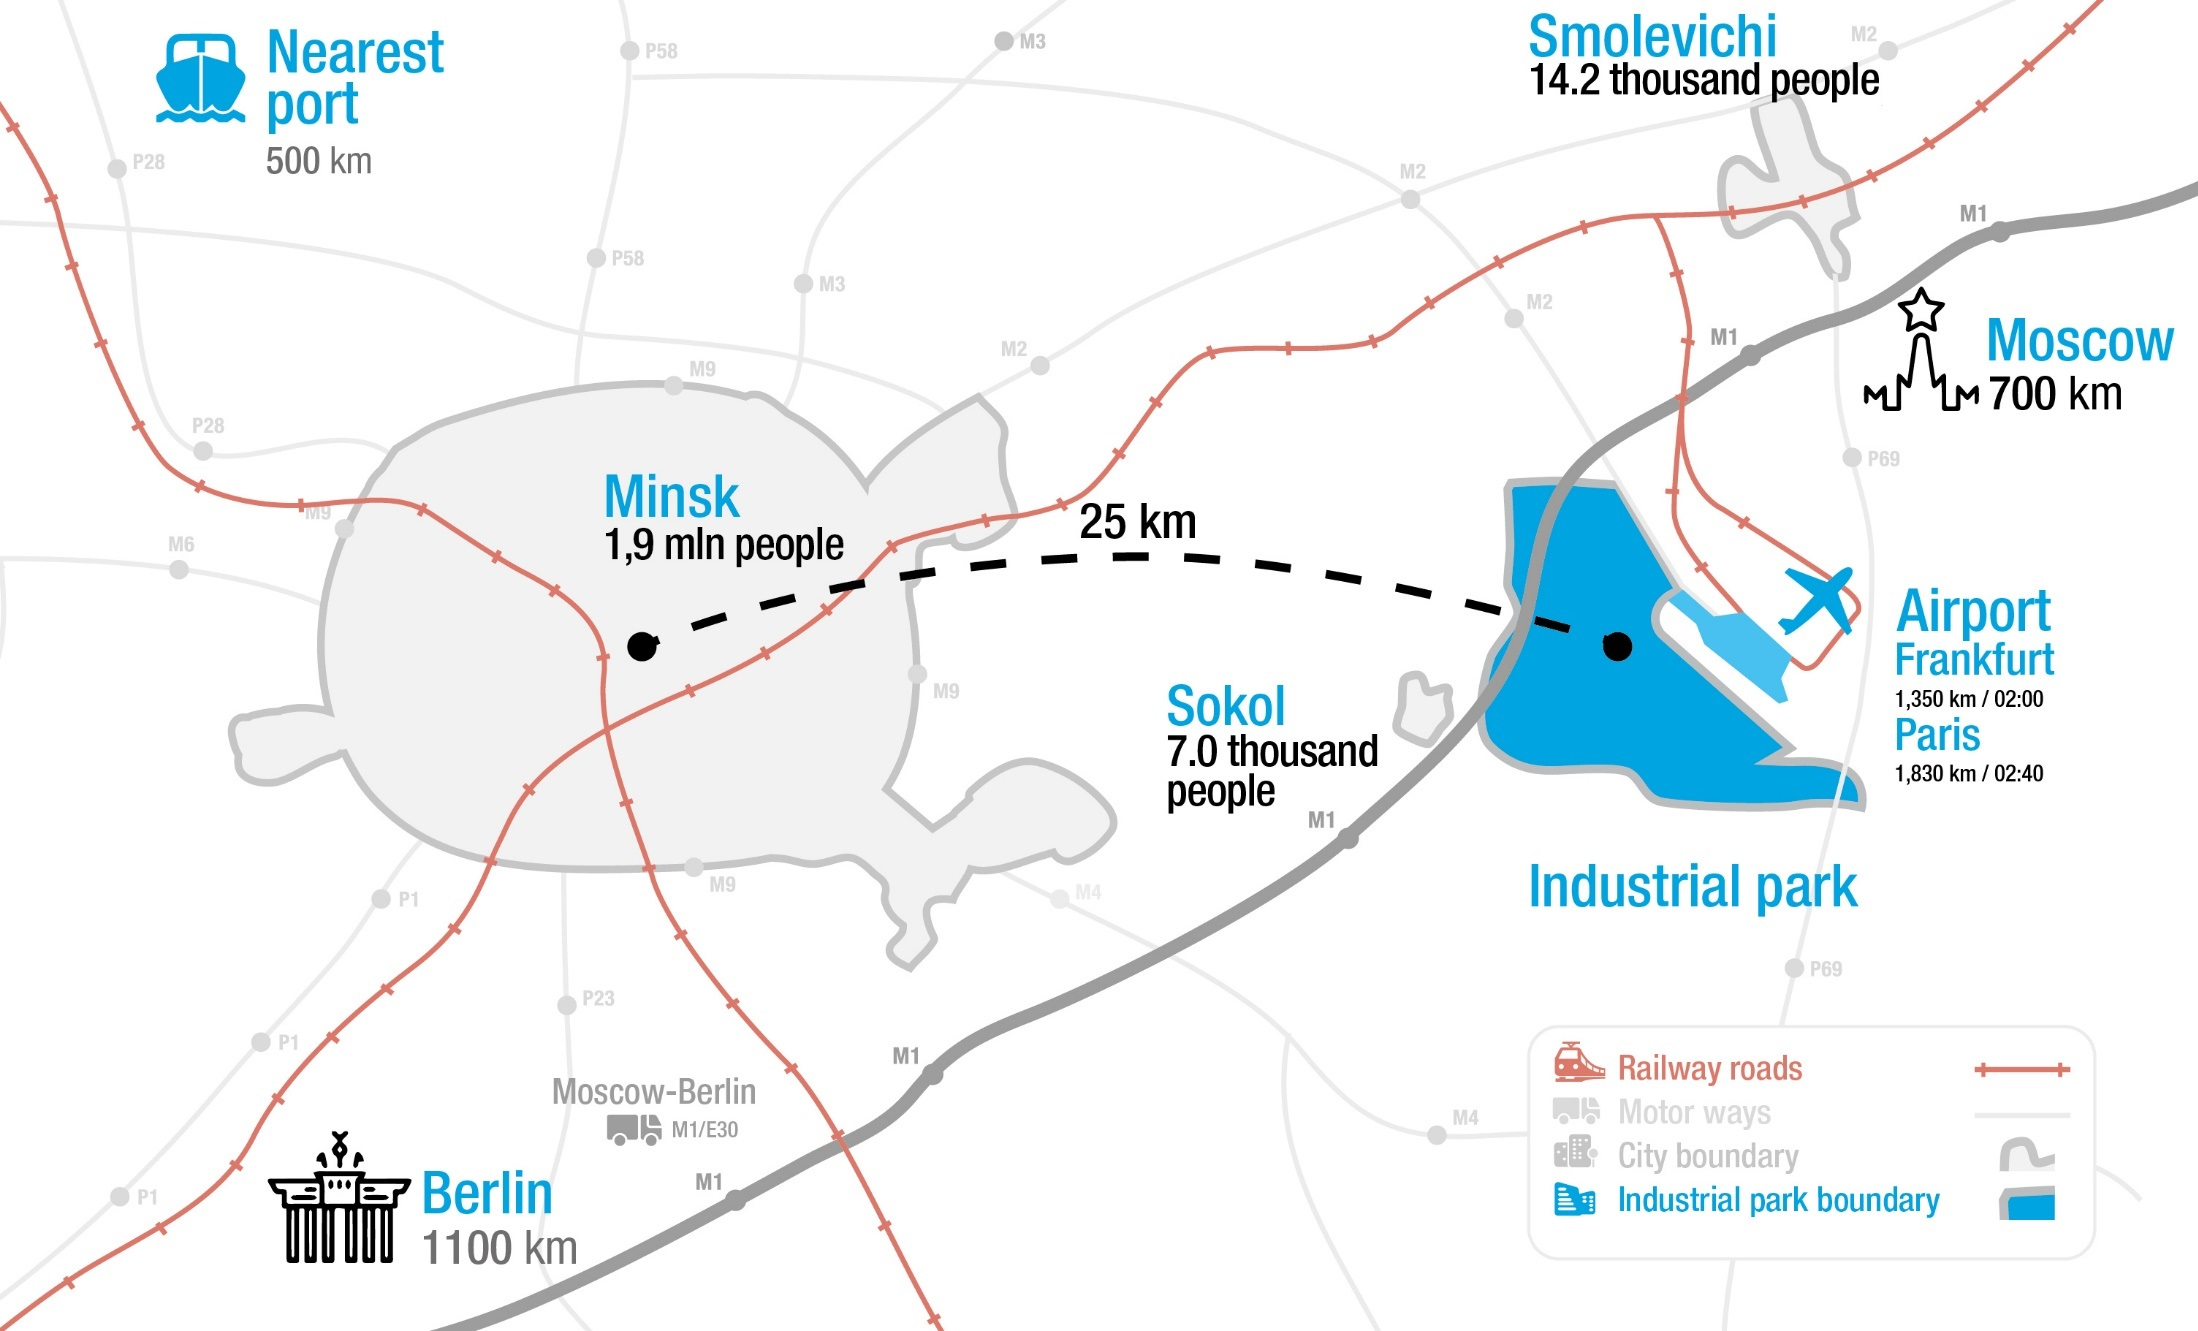 Nearest
port
500 km
P58
M3
Smolevichi
14.2 thousand people
M2
P28
M2
M1
P58
M3
M2
M1
Moscow
700 km
M2
M9
P28
P69
M9
Minsk
1,9 mln people
25 km
M6
Airport
Frankfurt
1,350 km / 02:00
Paris
1,830 km / 02:40
M9
Sokol
7.0 thousand
people
M1
Industrial park
M9
P1
M4
P69
P23
P1
M1
Moscow-Berlin
M1/E30
M4
M1
P1
Berlin
1100 km
Railway roads
Motor ways
City boundary
Industrial park boundary